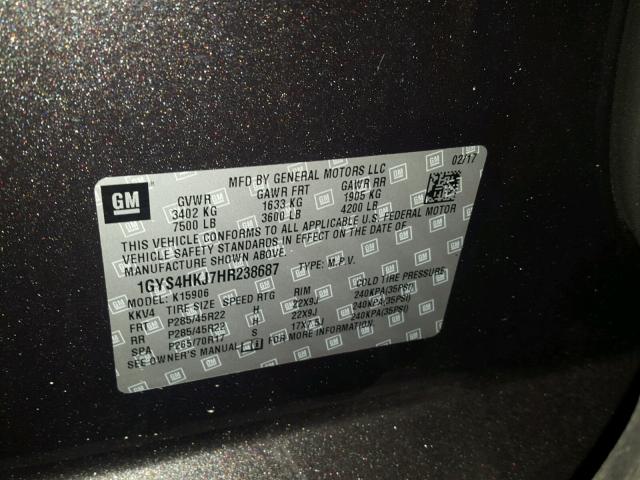 GM
MFD BY GENERAL MOTORS LLC 02/17
GVWR GAWR FRT GAWR RR
3402 KG 1633 KG 1905 KG
7500 LB 3600 LB 4200 LB
THIS VEHICLE CONFORMS TO ALL APPLICABLE U.S. FEDERAL MOTOR
VEHICLE SAFETY STANDARDS IN EFFECT ON THE DATE OF
MANUFACTURE SHOWN ABOVE.
1GYS4HKJ7HR238687 TYPE: M.P.V.
MODEL: K15906
KKV4 TIRE SIZE SPEED RTG RIM COLD TIRE PRESSURE
FRT P285/45R22 H 22X9J 240KPA(35PSI)
RR P285/45R22 H 22X9J 240KPA(35PSI)
SPA P265/70R17 S 17X7.5J 240KPA(35PSI)
SEE OWNER'S MANUAL FOR MORE INFORMATION.